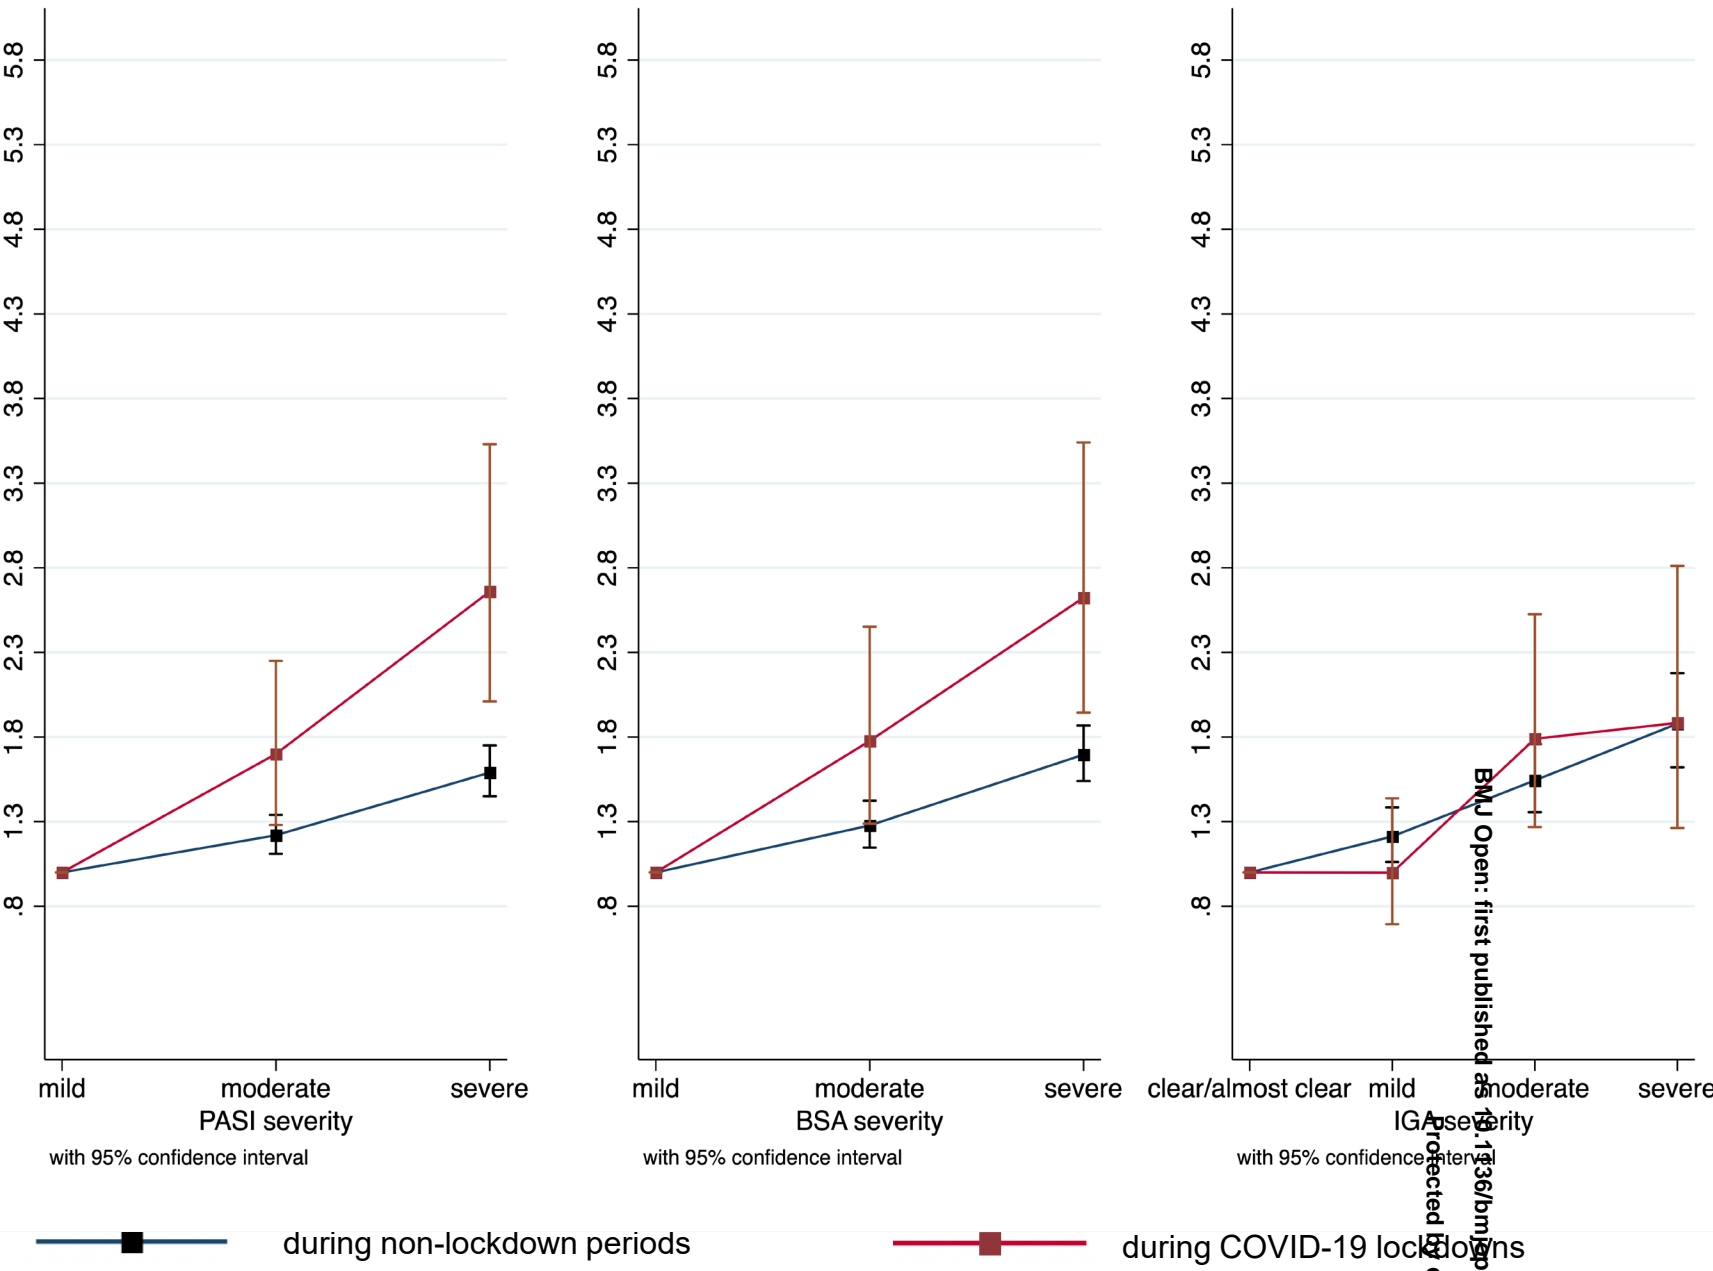 5.8
5.3
4.8
4.3
3.8
3.3
2.8
2.3
1.8
1.3
.8
mild moderate severe
PASI severity
with 95% confidence interval
5.8
5.3
4.8
4.3
3.8
3.3
2.8
2.3
1.8
1.3
.8
mild moderate severe
BSA severity
with 95% confidence interval
5.8
5.3
4.8
4.3
3.8
3.3
2.8
2.3
1.8
1.3
.8
clear/almost clear mild moderate severe
IGA severity
with 95% confidence interval
during non-lockdown periods
during COVID-19 lockdowns
BMJ Open: first published as 10.1136/bmjop
Protected by c